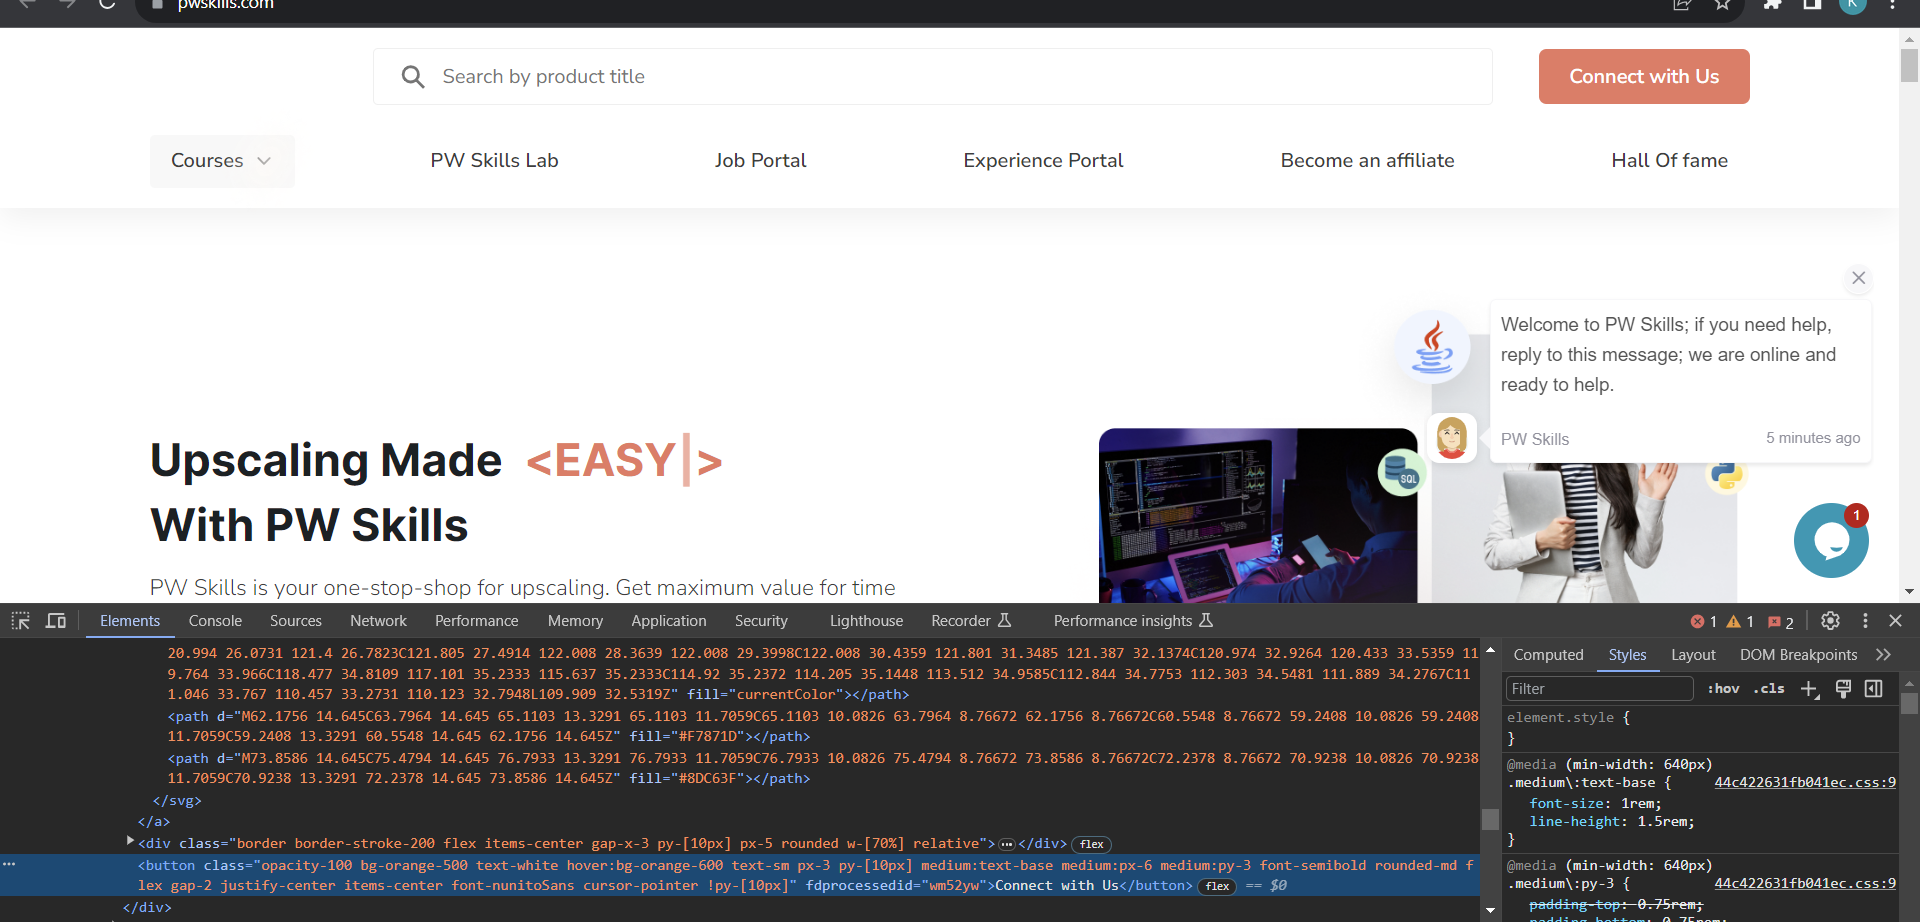 pwskills.com
K
Search by product title
Connect with Us
Courses
PW Skills Lab
Job Portal
Experience Portal
Become an affiliate
Hall Of fame
Welcome to PW Skills; if you need help,
reply to this message; we are online and
ready to help.
PW Skills
5 minutes ago
SQL
1
Upscaling Made <EASY|>
With PW Skills
PW Skills is your one-stop-shop for upscaling. Get maximum value for time
Elements
Console
Sources
Network
Performance
Memory
Application
Security
Lighthouse
Recorder
Performance insights
1
1
2
20.994 26.0731 121.4 26.7823C121.805 27.4914 122.008 28.3639 122.008 29.3998C122.008 30.4359 121.801 31.3485 121.387 32.1374C120.974 32.9264 120.433 33.5359 11
9.764 33.966C118.477 34.8109 117.101 35.2333 115.637 35.2333C114.92 35.2372 114.205 35.1448 113.512 34.9585C112.844 34.7753 112.303 34.5481 111.889 34.2767C11
1.046 33.767 110.457 33.2731 110.123 32.7948L109.909 32.5319Z" fill="currentColor"></path>
<path d="M62.1756 14.645C63.7964 14.645 65.1103 13.3291 65.1103 11.7059C65.1103 10.0826 63.7964 8.76672 62.1756 8.76672C60.5548 8.76672 59.2408 10.0826 59.2408
11.7059C59.2408 13.3291 60.5548 14.645 62.1756 14.645Z" fill="#F7871D"></path>
<path d="M73.8586 14.645C75.4794 14.645 76.7933 13.3291 76.7933 11.7059C76.7933 10.0826 75.4794 8.76672 73.8586 8.76672C72.2378 8.76672 70.9238 10.0826 70.9238
11.7059C70.9238 13.3291 72.2378 14.645 73.8586 14.645Z" fill="#8DC63F"></path>
</svg>
</a>
<div class="border border-stroke-200 flex items-center gap-x-3 py-[10px] px-5 rounded w-[70%] relative">…</div> flex
<button class="opacity-100 bg-orange-500 text-white hover:bg-orange-600 text-sm px-3 py-[10px] medium:text-base medium:px-6 medium:py-3 font-semibold rounded-md f
lex gap-2 justify-center items-center font-nunitoSans cursor-pointer !py-[10px]" fdprocessedid="wm52yw">Connect with Us</button> flex == $0
</div>
Computed
Styles
Layout
DOM Breakpoints
Filter
:hov
.cls
element.style {
}
@media (min-width: 640px)
.medium\:text-base {
44c422631fb041ec.css:9
font-size: 1rem;
line-height: 1.5rem;
}
@media (min-width: 640px)
.medium\:py-3 {
44c422631fb041ec.css:9
padding-top: 0.75rem;
padding-bottom: 0.75rem;